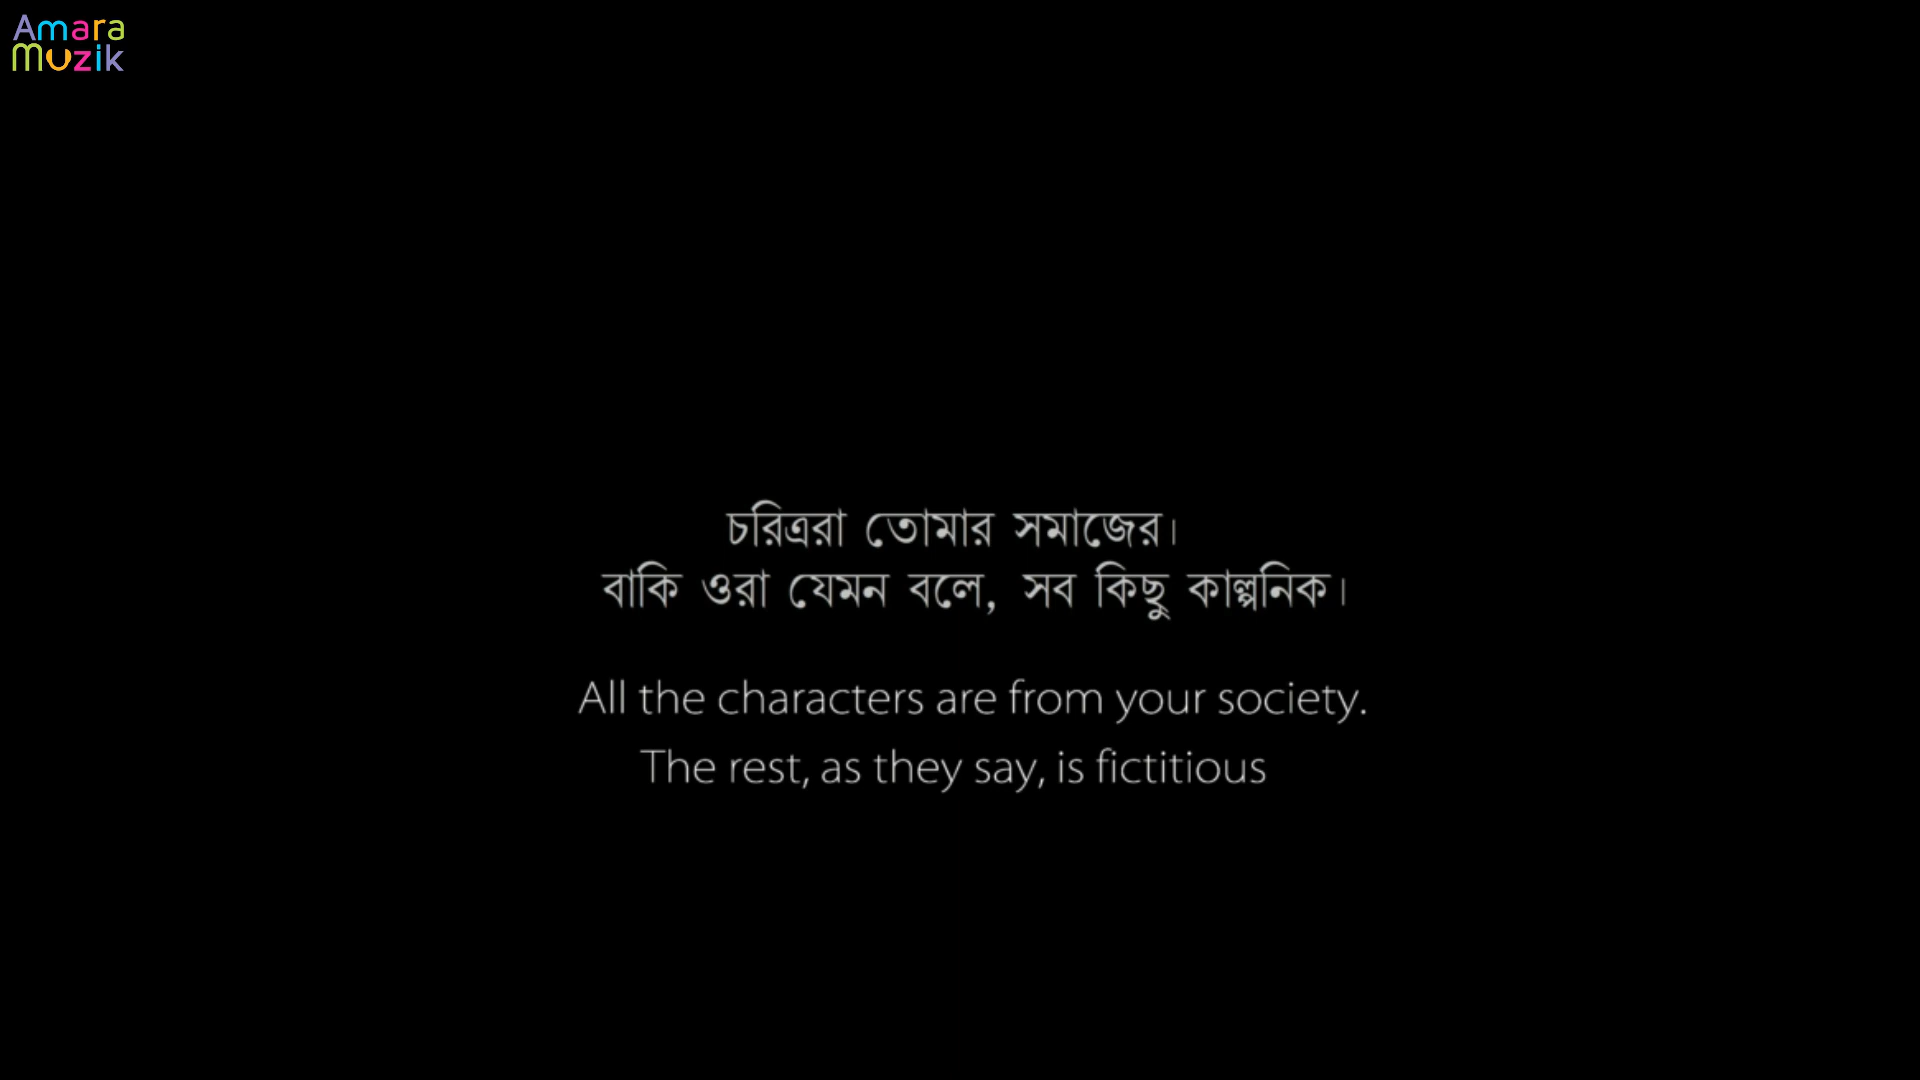 Amara
Muzik
চরিত্ররা তোমার সমাজের।
বাকি ওরা যেমন বলে, সব কিছু কাল্পনিক।
All the characters are from your society.
The rest, as they say, is fictitious